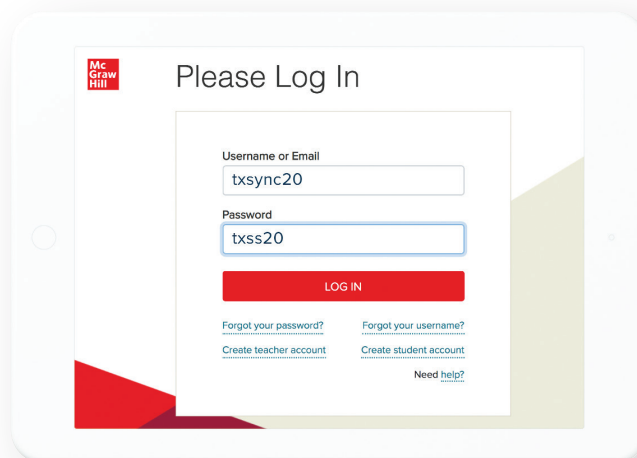 Mc
Graw
Hill
Please Log In
Username or Email
txsync20
Password
txss20
LOG IN
Forgot your password? Forgot your username?
Create teacher account Create student account
Need help?